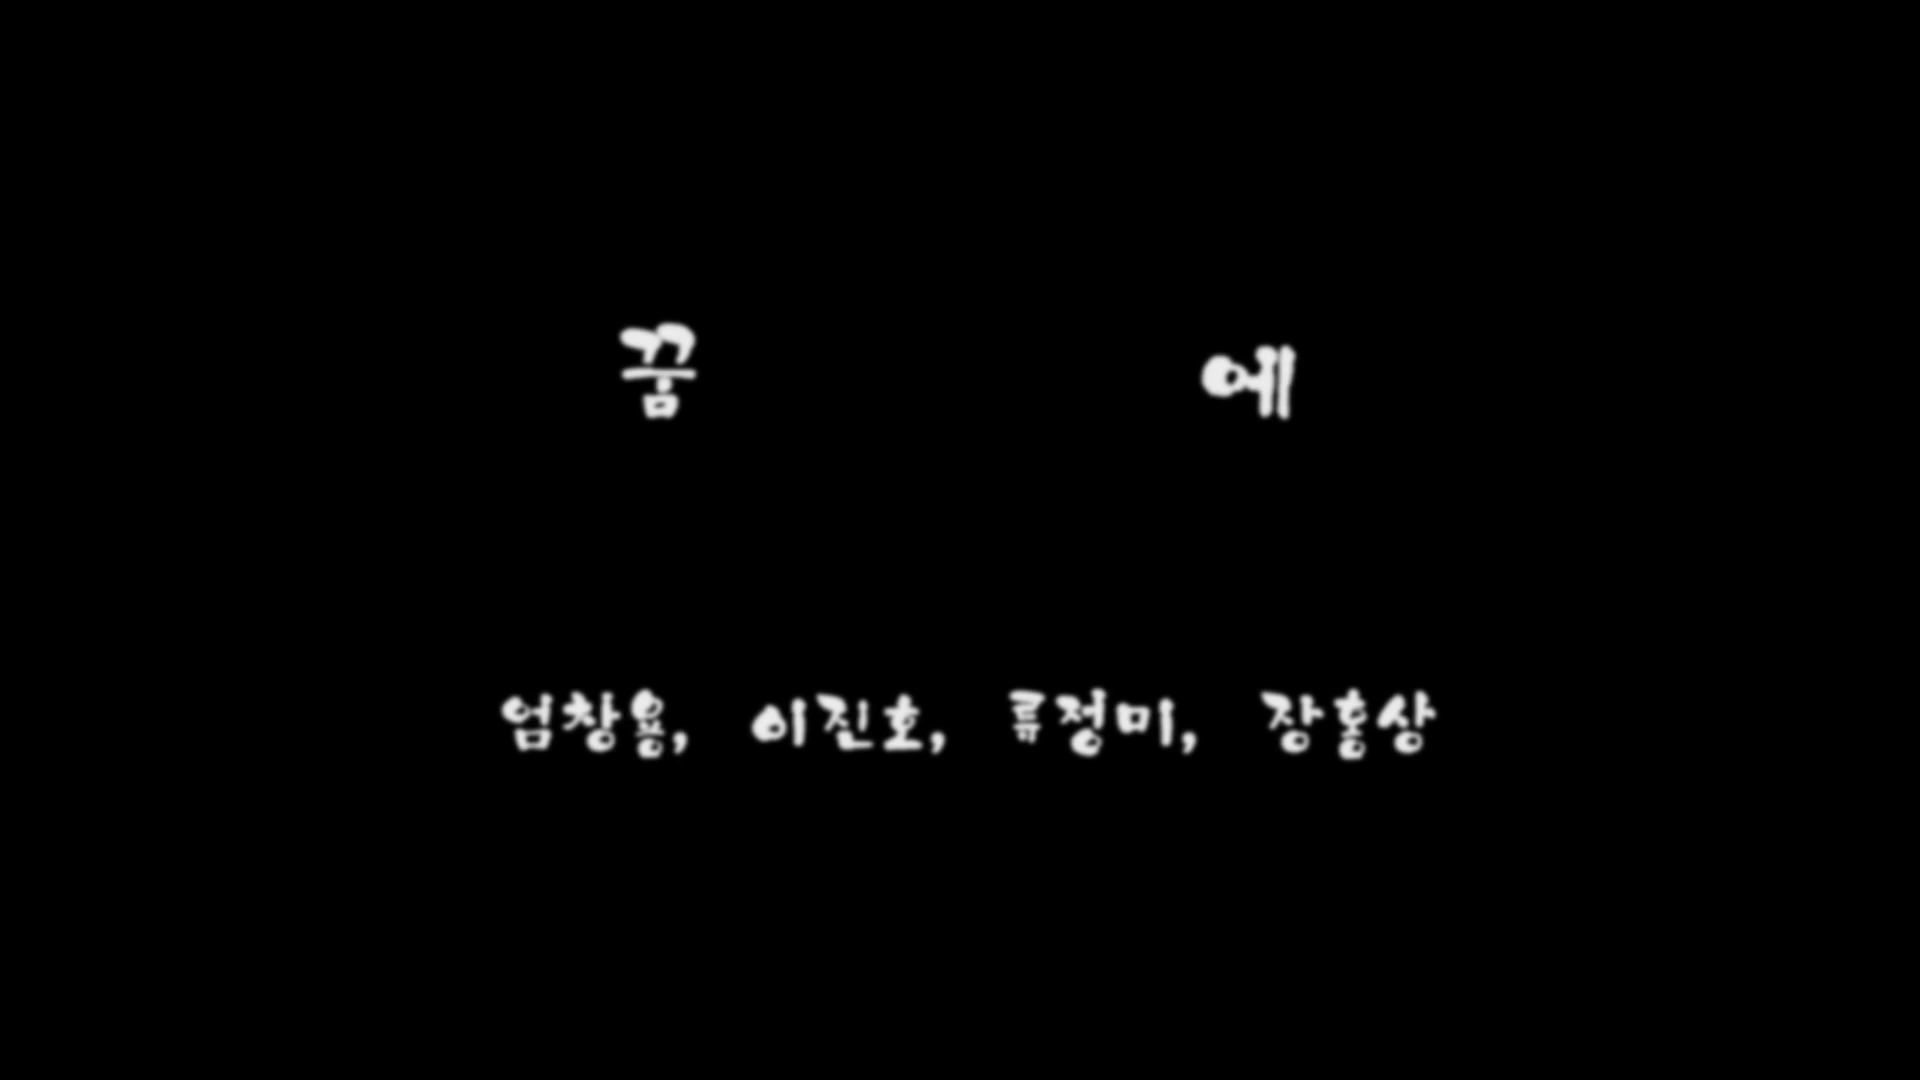 꿈 에
엄창용, 이진호, 류정미, 장홍상